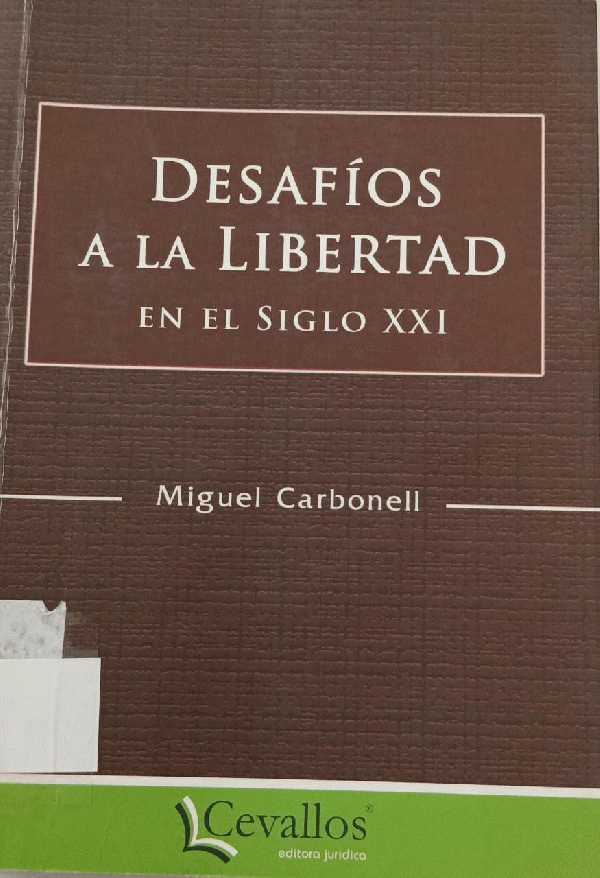 DESAFÍOS
A LA LIBERTAD
EN EL SIGLO XXI
Miguel Carbonell
Cevallos®
editora jurídica